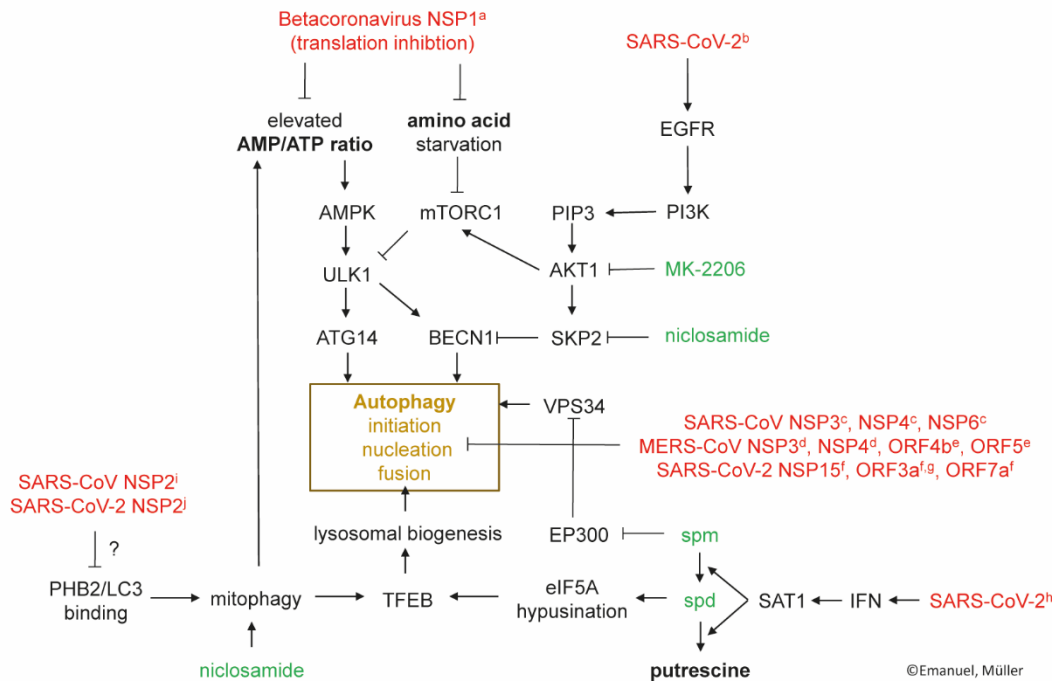 Betacoronavirus NSP1a
(translation inhibtion)
SARS-CoV-2b
elevated
AMP/ATP ratio
amino acid
starvation
EGFR
AMPK
mTORC1
PIP3
PI3K
ULK1
AKT1
MK-2206
ATG14
BECN1
SKP2
niclosamide
Autophagy
initiation
nucleation
fusion
VPS34
SARS-CoV NSP3c, NSP4c, NSP6c
MERS-CoV NSP3d, NSP4d, ORF4be, ORF5e
SARS-CoV-2 NSP15f, ORF3af,g, ORF7af
SARS-CoV NSP2i
SARS-CoV-2 NSP2j
lysosomal biogenesis
EP300
spm
?
PHB2/LC3
binding
mitophagy
TFEB
eIF5A
hypusination
spd
SAT1
IFN
SARS-CoV-2h
niclosamide
putrescine
©Emanuel, Müller